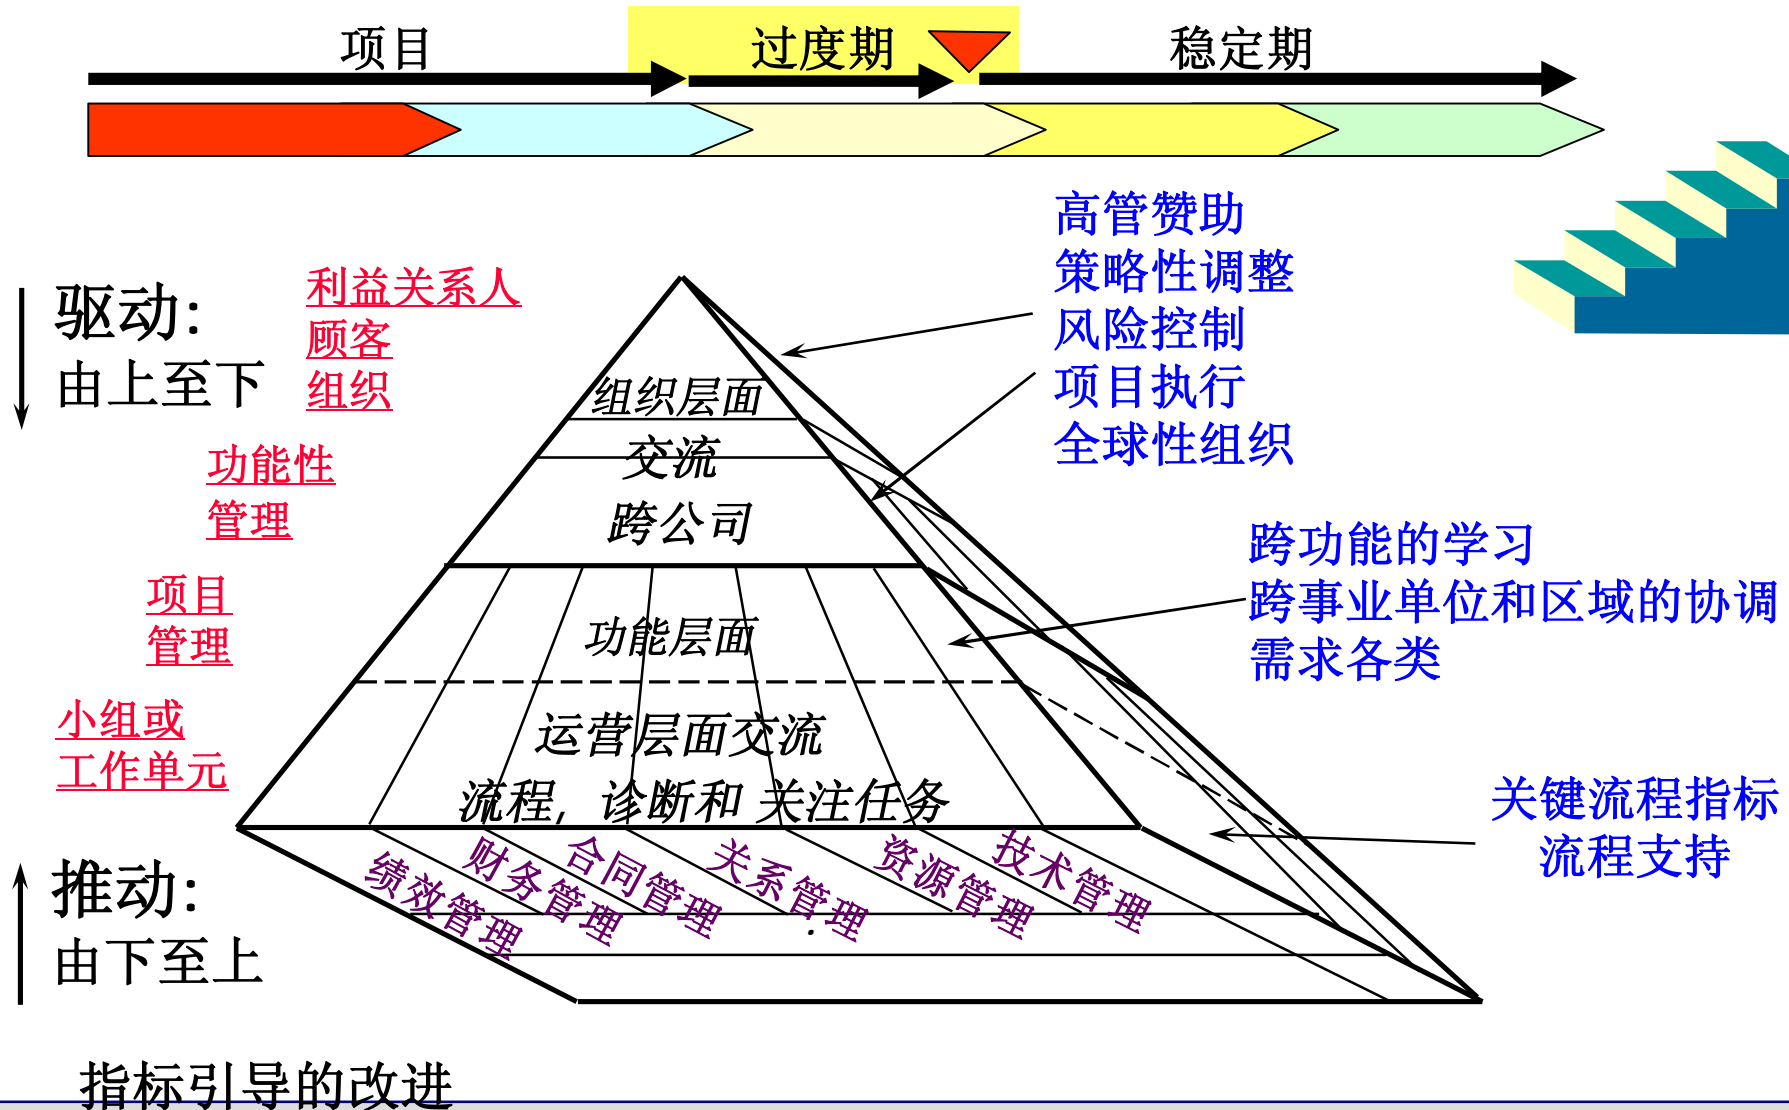 项目
过度期
稳定期
高管赞助
策略性调整
风险控制
项目执行
全球性组织
驱动:
由上至下
利益关系人
顾客
组织
功能性
管理
项目
管理
小组或
工作单元
组织层面
交流
跨公司
功能层面
运营层面交流
流程，诊断和 关注任务
跨功能的学习
跨事业单位和区域的协调
需求各类
关键流程指标
流程支持
绩效管理
财务管理
合同管理
关系管理
资源管理
技术管理
推动:
由下至上
指标引导的改进